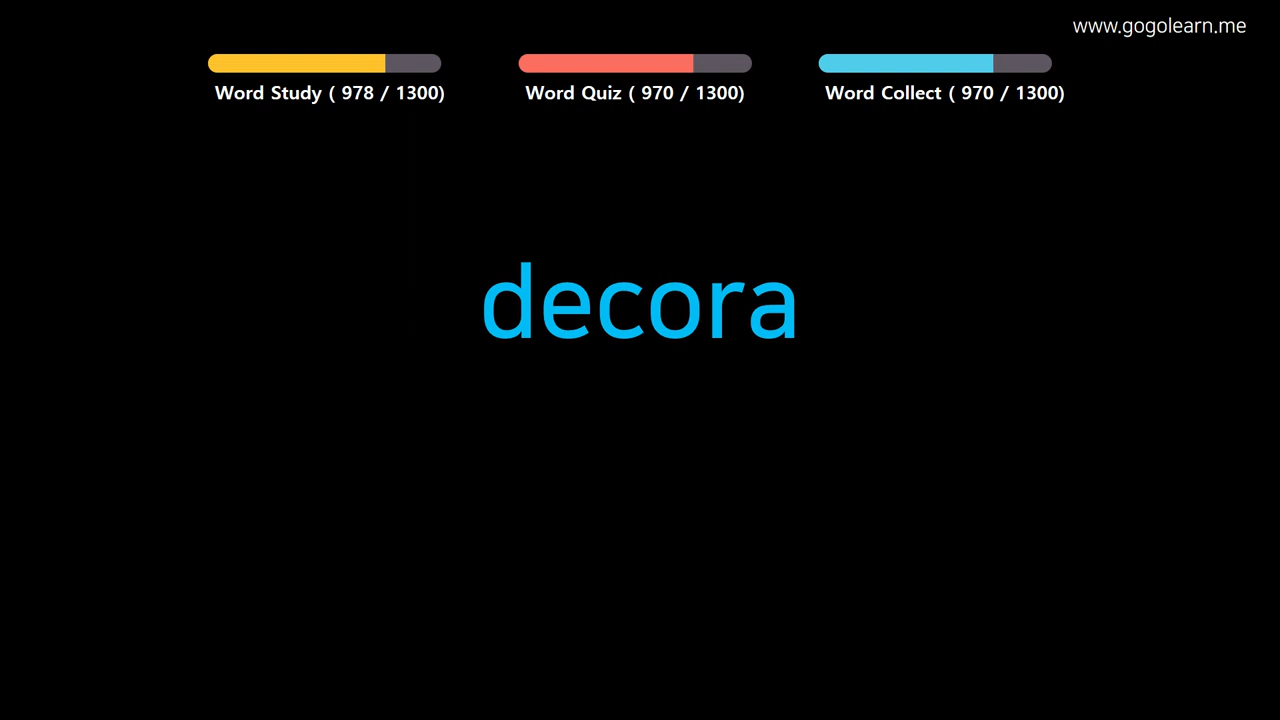 www.gogolearn.me
Word Study ( 978 / 1300)
Word Quiz ( 970 / 1300)
Word Collect ( 970 / 1300)
decora